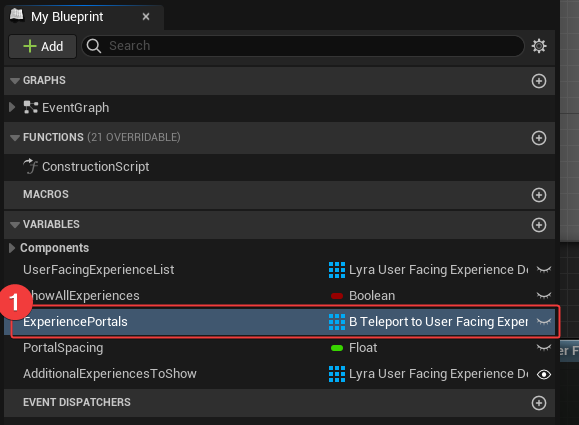 My Blueprint
Add
Search
GRAPHS
EventGraph
FUNCTIONS (21 OVERRIDABLE)
ConstructionScript
MACROS
VARIABLES
Components
UserFacingExperienceList Lyra User Facing Experience De
1 howAllExperiences Boolean
ExperiencePortals B Teleport to User Facing Exper
PortalSpacing Float
AdditionalExperiencesToShow Lyra User Facing Experience De
EVENT DISPATCHERS